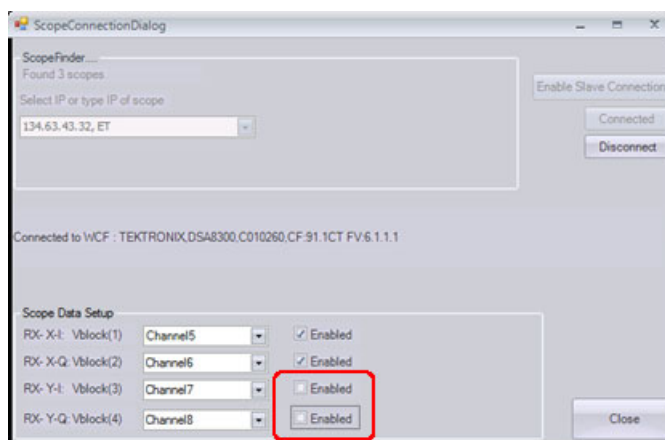 ScopeConnectionDialog
ScopeFinder....
Found 3 scopes
Enable Slave Connection
Select IP or type IP of scope
134.63.43.32, ET
Connected
Disconnect
Connected to WCF : TEKTRONIX,DSA8300,C010260,CF:91.1CT FV:6.1.1.1
Scope Data Setup
RX- X-I: Vblock(1) Channel5 Enabled
RX- X-Q: Vblock(2) Channel6 Enabled
RX- Y-I: Vblock(3) Channel7 Enabled
RX- Y-Q: Vblock(4) Channel8 Enabled
Close